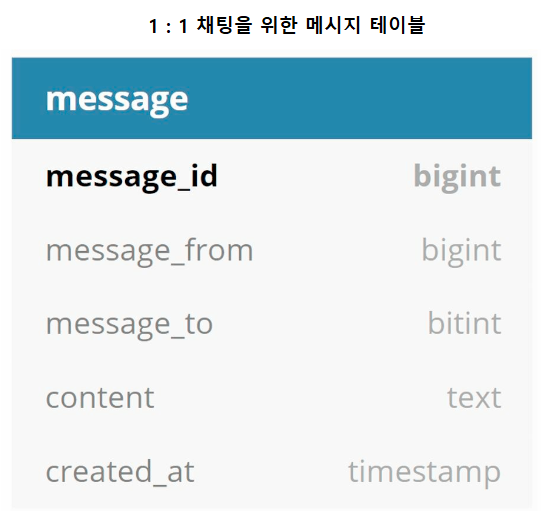 1 : 1 채팅을 위한 메시지 테이블
message
message_id bigint
message_from bigint
message_to bitint
content text
created_at timestamp